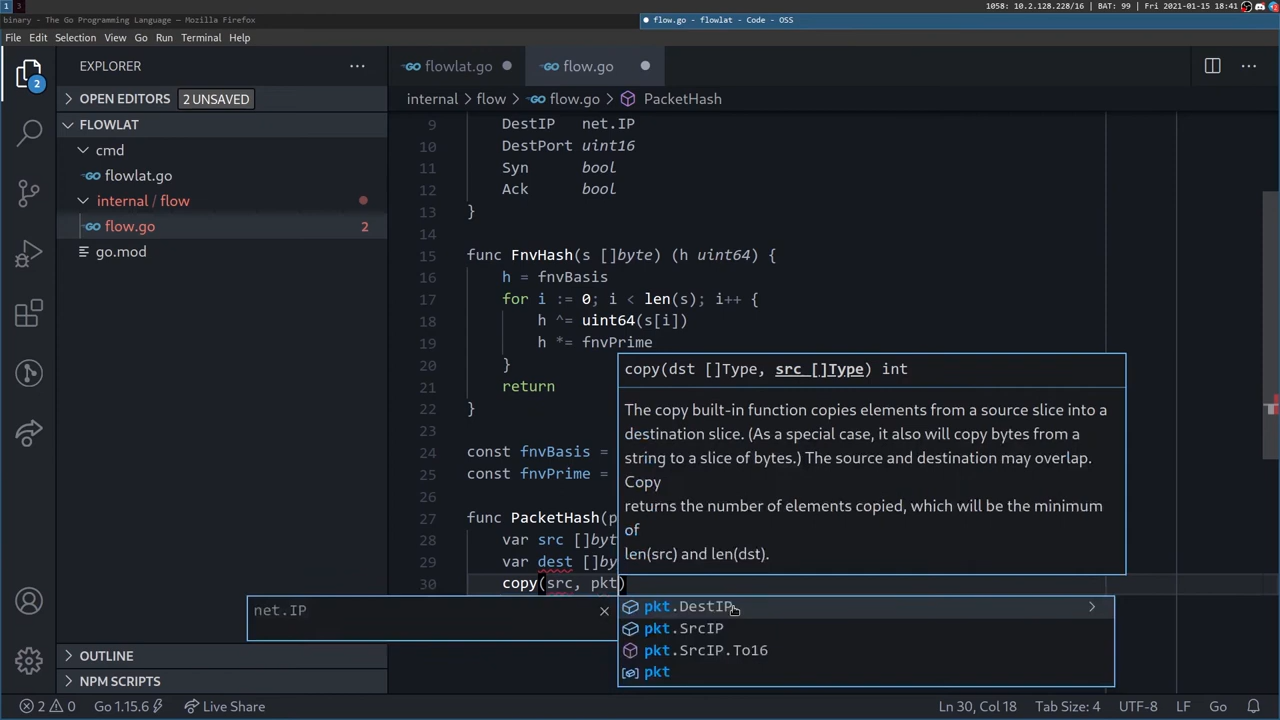 1 3 1058: 10.2.128.228/16 | BAT: 99 | Fri 2021-01-15 18:41
binary - The Go Programming Language - Mozilla Firefox
flow.go - flowlat - Code - OSS
File Edit Selection View Go Run Terminal Help
EXPLORER
flowlat.go
flow.go
OPEN EDITORS 2 UNSAVED
internal > flow > flow.go > PacketHash
FLOWLAT
cmd
flowlat.go
internal / flow
flow.go 2
go.mod
9 DestIP net.IP
10 DestPort uint16
11 Syn bool
12 Ack bool
13 }
14
15 func FnvHash(s []byte) (h uint64) {
16 h = fnvBasis
17 for i := 0; i < len(s); i++ {
18 h ^= uint64(s[i])
19 h *= fnvPrime
20 }
21 return
22 }
23
24 const fnvBasis =
25 const fnvPrime =
26
27 func PacketHash(p
28 var src []byt
29 var dest []by
30 copy(src, pkt)
copy(dst []Type, src []Type) int
The copy built-in function copies elements from a source slice into a
destination slice. (As a special case, it also will copy bytes from a
string to a slice of bytes.) The source and destination may overlap.
Copy
returns the number of elements copied, which will be the minimum
of
len(src) and len(dst).
net.IP
pkt.DestIP
pkt.SrcIP
pkt.SrcIP.To16
pkt
OUTLINE
NPM SCRIPTS
2 0 Go 1.15.6 Live Share Ln 30, Col 18 Tab Size: 4 UTF-8 LF Go
2